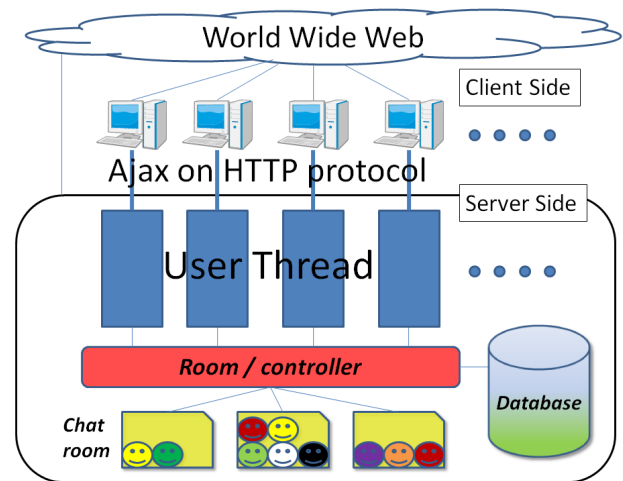 World Wide Web
Client Side
Ajax on HTTP protocol
Server Side
User Thread
Room / controller
Database
Chat
room